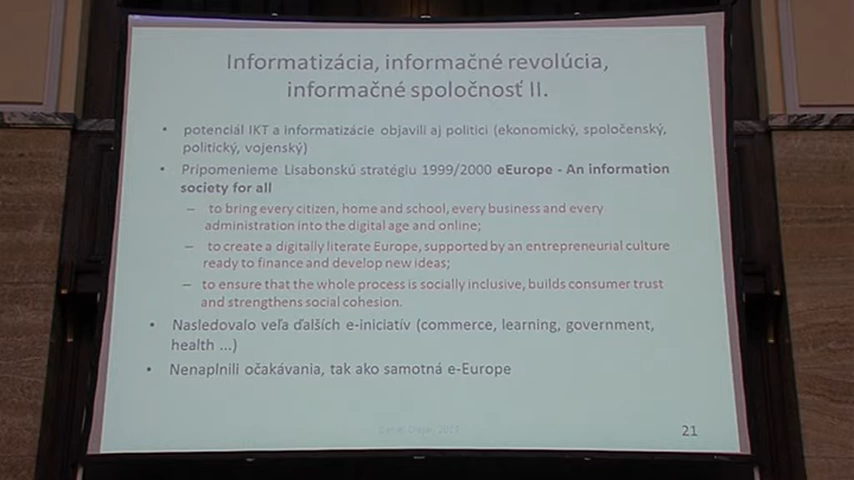 Informatizácia, informačné revolúcia,
informačné spoločnosť II.
• potenciál IKT a informatizácie objavili aj politici (ekonomický, spoločenský,
politický, vojenský)
• Pripomenieme Lisabonskú stratégiu 1999/2000 eEurope - An information
society for all
– to bring every citizen, home and school, every business and every
administration into the digital age and online;
– to create a digitally literate Europe, supported by an entrepreneurial culture
ready to finance and develop new ideas;
– to ensure that the whole process is socially inclusive, builds consumer trust
and strengthens social cohesion.
• Nasledovalo veľa ďalších e-iniciatív (commerce, learning, government,
health ...)
• Nenaplnili očakávania, tak ako samotná e-Europe
21